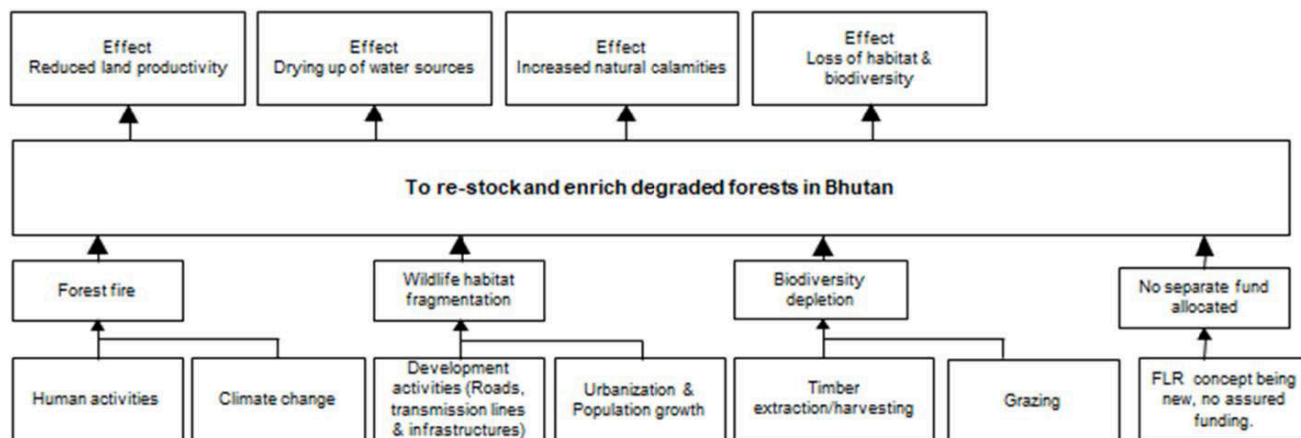 Effect
Reduced land productivity
Effect
Drying up of water sources
Effect
Increased natural calamities
Effect
Loss of habitat &
biodiversity
To re-stock and enrich degraded forests in Bhutan
Forest fire
Wildlife habitat
fragmentation
Biodiversity
depletion
No separate fund
allocated
Human activities
Climate change
Development
activities (Roads,
transmission lines
& infrastructures)
Urbanization &
Population growth
Timber
extraction/harvesting
Grazing
FLR concept being
new, no assured
funding.